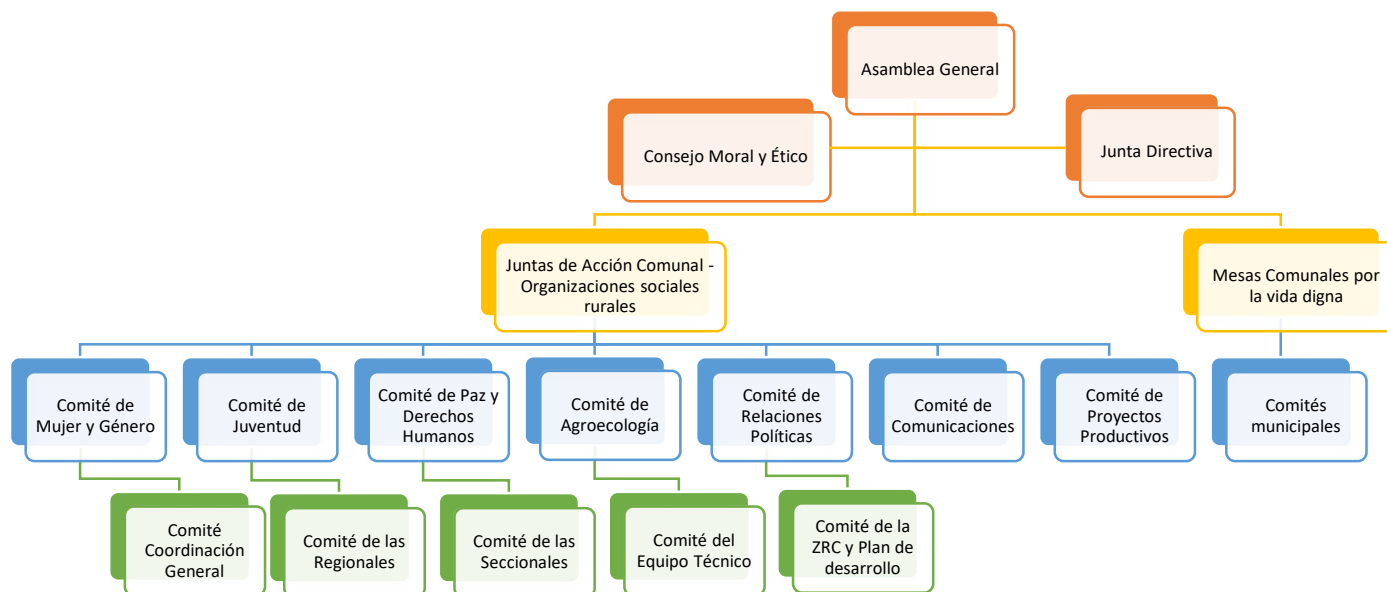 Asamblea General
Consejo Moral y Ético
Junta Directiva
Juntas de Acción Comunal -
Organizaciones sociales
rurales
Mesas Comunales por
la vida digna
Comité de
Mujer y Género
Comité de
Juventud
Comité de Paz y
Derechos
Humanos
Comité de
Agroecología
Comité de
Relaciones
Políticas
Comité de
Comunicaciones
Comité de
Proyectos
Productivos
Comités
municipales
Comité
Coordinación
General
Comité de las
Regionales
Comité de las
Seccionales
Comité del
Equipo Técnico
Comité de la
ZRC y Plan de
desarrollo